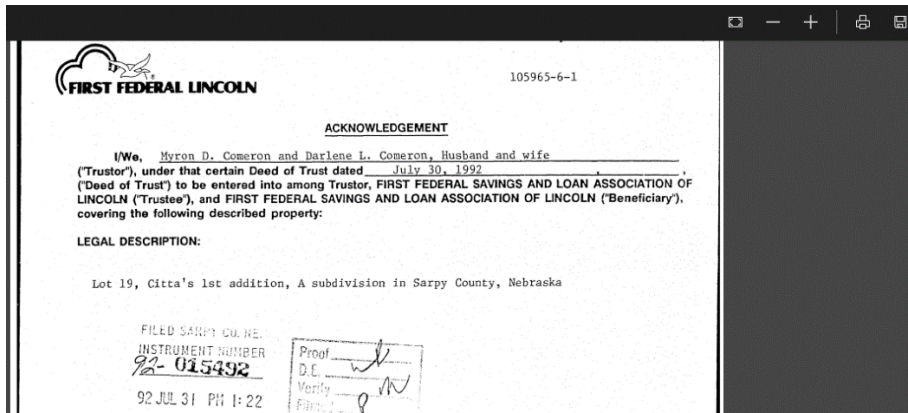 FIRST FEDERAL LINCOLN
105965-6-1
ACKNOWLEDGEMENT
I/We, Myron D. Comeron and Darlene L. Comeron, Husband and wife
("Trustor"), under that certain Deed of Trust dated July 30, 1992 ,
("Deed of Trust") to be entered into among Trustor, FIRST FEDERAL SAVINGS AND LOAN ASSOCIATION OF
LINCOLN ("Trustee"), and FIRST FEDERAL SAVINGS AND LOAN ASSOCIATION OF LINCOLN ("Beneficiary"),
covering the following described property:
LEGAL DESCRIPTION:
Lot 19, Citta's 1st addition, A subdivision in Sarpy County, Nebraska
FILED SARPY CO. NE.
INSTRUMENT NUMBER
92- 015492
92 JUL 31 PM 1:22
Proof
D.E.
Verify
Filmed